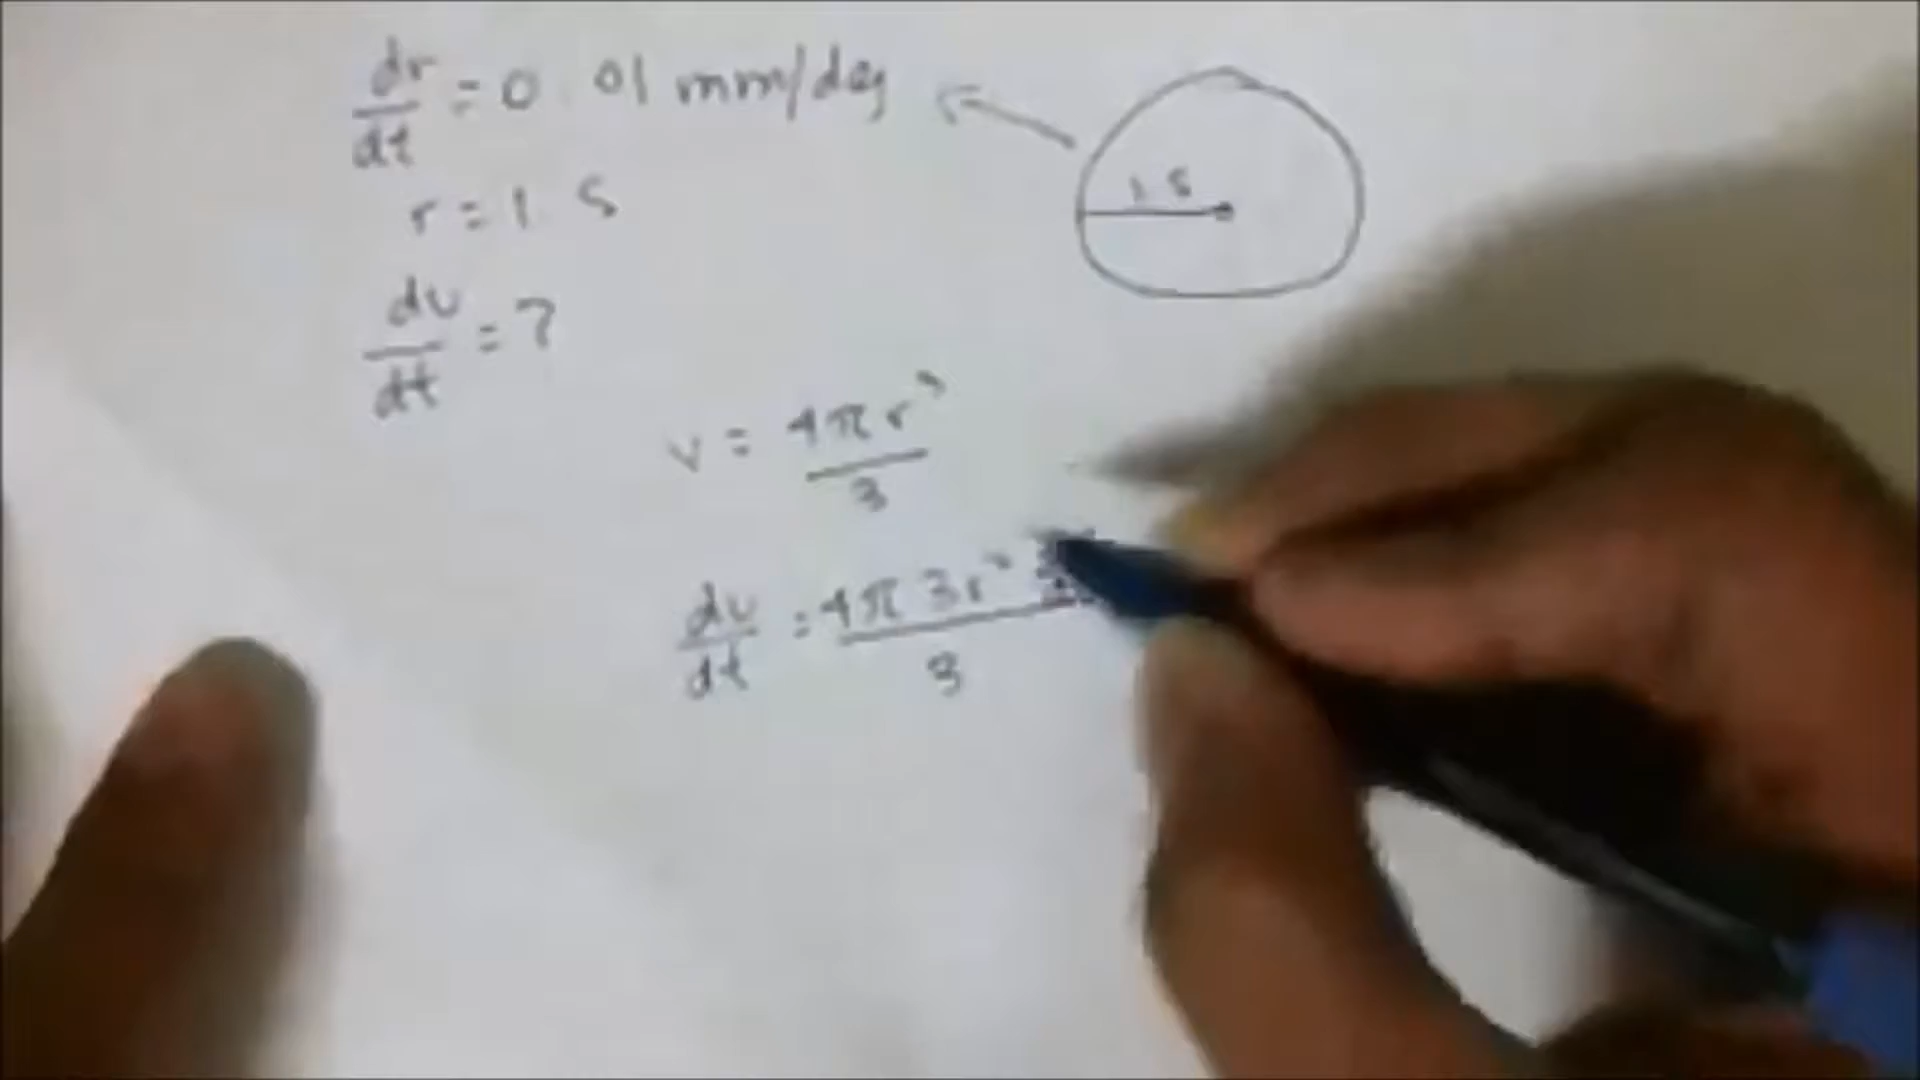 dr/dt = 0.01 mm/day
r = 1.5
1.5
dv/dt = ?
v = 4πr³/3
dv/dt = 4π 3r²/3